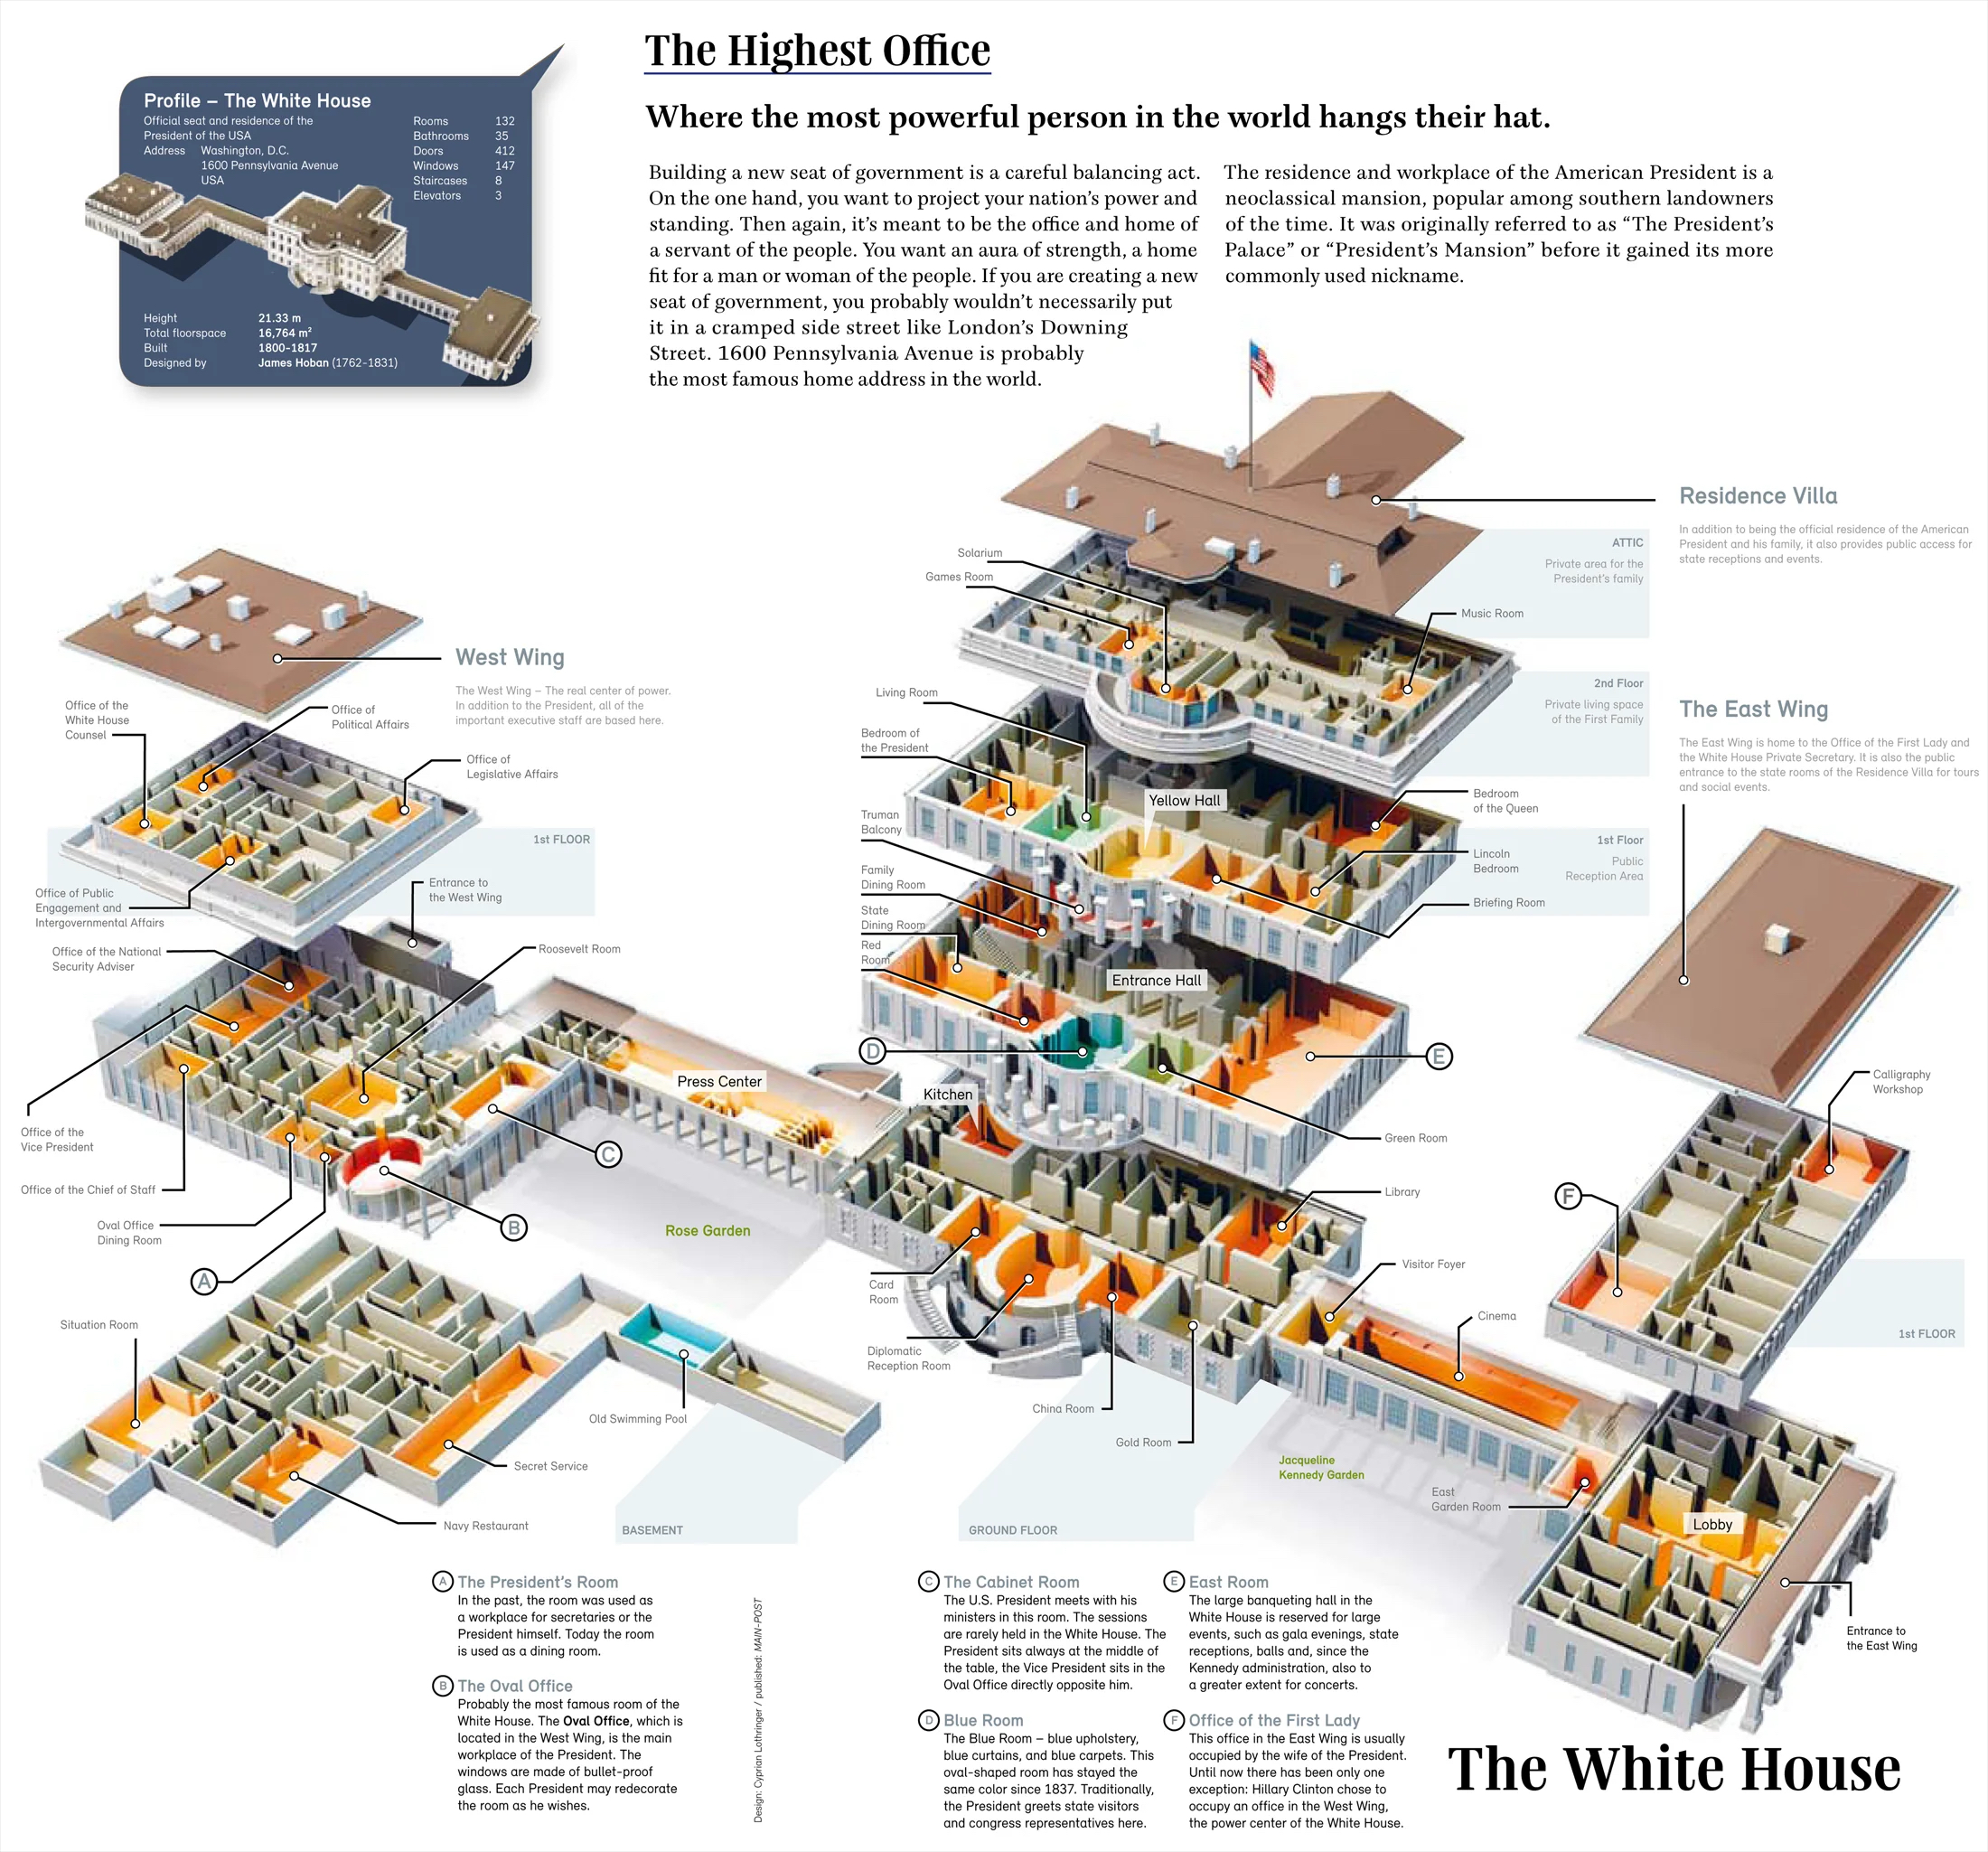 The Highest Office
Where the most powerful person in the world hangs their hat.
Building a new seat of government is a careful balancing act.
On the one hand, you want to project your nation's power and
standing. Then again, it's meant to be the office and home of
a servant of the people. You want an aura of strength, a home
fit for a man or woman of the people. If you are creating a new
seat of government, you probably wouldn't necessarily put
it in a cramped side street like London's Downing
Street. 1600 Pennsylvania Avenue is probably
the most famous home address in the world.
The residence and workplace of the American President is a
neoclassical mansion, popular among southern landowners
of the time. It was originally referred to as “The President's
Palace” or “President's Mansion” before it gained its more
commonly used nickname.
Profile – The White House
Official seat and residence of the
President of the USA
Address Washington, D.C.
1600 Pennsylvania Avenue
USA
Rooms 132
Bathrooms 35
Doors 412
Windows 147
Staircases 8
Elevators 3
Height 21.33 m
Total floorspace 16,764 m²
Built 1800-1817
Designed by James Hoban (1762-1831)
West Wing
The West Wing – The real center of power.
In addition to the President, all of the
important executive staff are based here.
Office of the
White House
Counsel
Office of
Political Affairs
Office of
Legislative Affairs
1st FLOOR
Office of Public
Engagement and
Intergovernmental Affairs
Entrance to
the West Wing
Office of the National
Security Adviser
Roosevelt Room
Press Center
Office of the
Vice President
Office of the Chief of Staff
Oval Office
Dining Room
A
B
C
Rose Garden
Situation Room
Old Swimming Pool
Secret Service
Navy Restaurant
BASEMENT
Residence Villa
In addition to being the official residence of the American
President and his family, it also provides public access for
state receptions and events.
ATTIC
Private area for the
President's family
Solarium
Games Room
Music Room
2nd Floor
Private living space
of the First Family
Living Room
Bedroom of
the President
Yellow Hall
Bedroom
of the Queen
Truman
Balcony
Lincoln
Bedroom
1st Floor
Public
Reception Area
Family
Dining Room
Briefing Room
State
Dining Room
Red
Room
Entrance Hall
D
E
Kitchen
Green Room
Library
Card
Room
Diplomatic
Reception Room
Visitor Foyer
Cinema
China Room
Gold Room
GROUND FLOOR
Jacqueline
Kennedy Garden
East
Garden Room
The East Wing
The East Wing is home to the Office of the First Lady and
the White House Private Secretary. It is also the public
entrance to the state rooms of the Residence Villa for tours
and social events.
Calligraphy
Workshop
F
1st FLOOR
Lobby
Entrance to
the East Wing
A The President's Room
In the past, the room was used as
a workplace for secretaries or the
President himself. Today the room
is used as a dining room.
B The Oval Office
Probably the most famous room of the
White House. The Oval Office, which is
located in the West Wing, is the main
workplace of the President. The
windows are made of bullet-proof
glass. Each President may redecorate
the room as he wishes.
Design: Cyprian Lothringer / published: MAIN-POST
C The Cabinet Room
The U.S. President meets with his
ministers in this room. The sessions
are rarely held in the White House. The
President sits always at the middle of
the table, the Vice President sits in the
Oval Office directly opposite him.
D Blue Room
The Blue Room – blue upholstery,
blue curtains, and blue carpets. This
oval-shaped room has stayed the
same color since 1837. Traditionally,
the President greets state visitors
and congress representatives here.
E East Room
The large banqueting hall in the
White House is reserved for large
events, such as gala evenings, state
receptions, balls and, since the
Kennedy administration, also to
a greater extent for concerts.
F Office of the First Lady
This office in the East Wing is usually
occupied by the wife of the President.
Until now there has been only one
exception: Hillary Clinton chose to
occupy an office in the West Wing,
the power center of the White House.
The White House